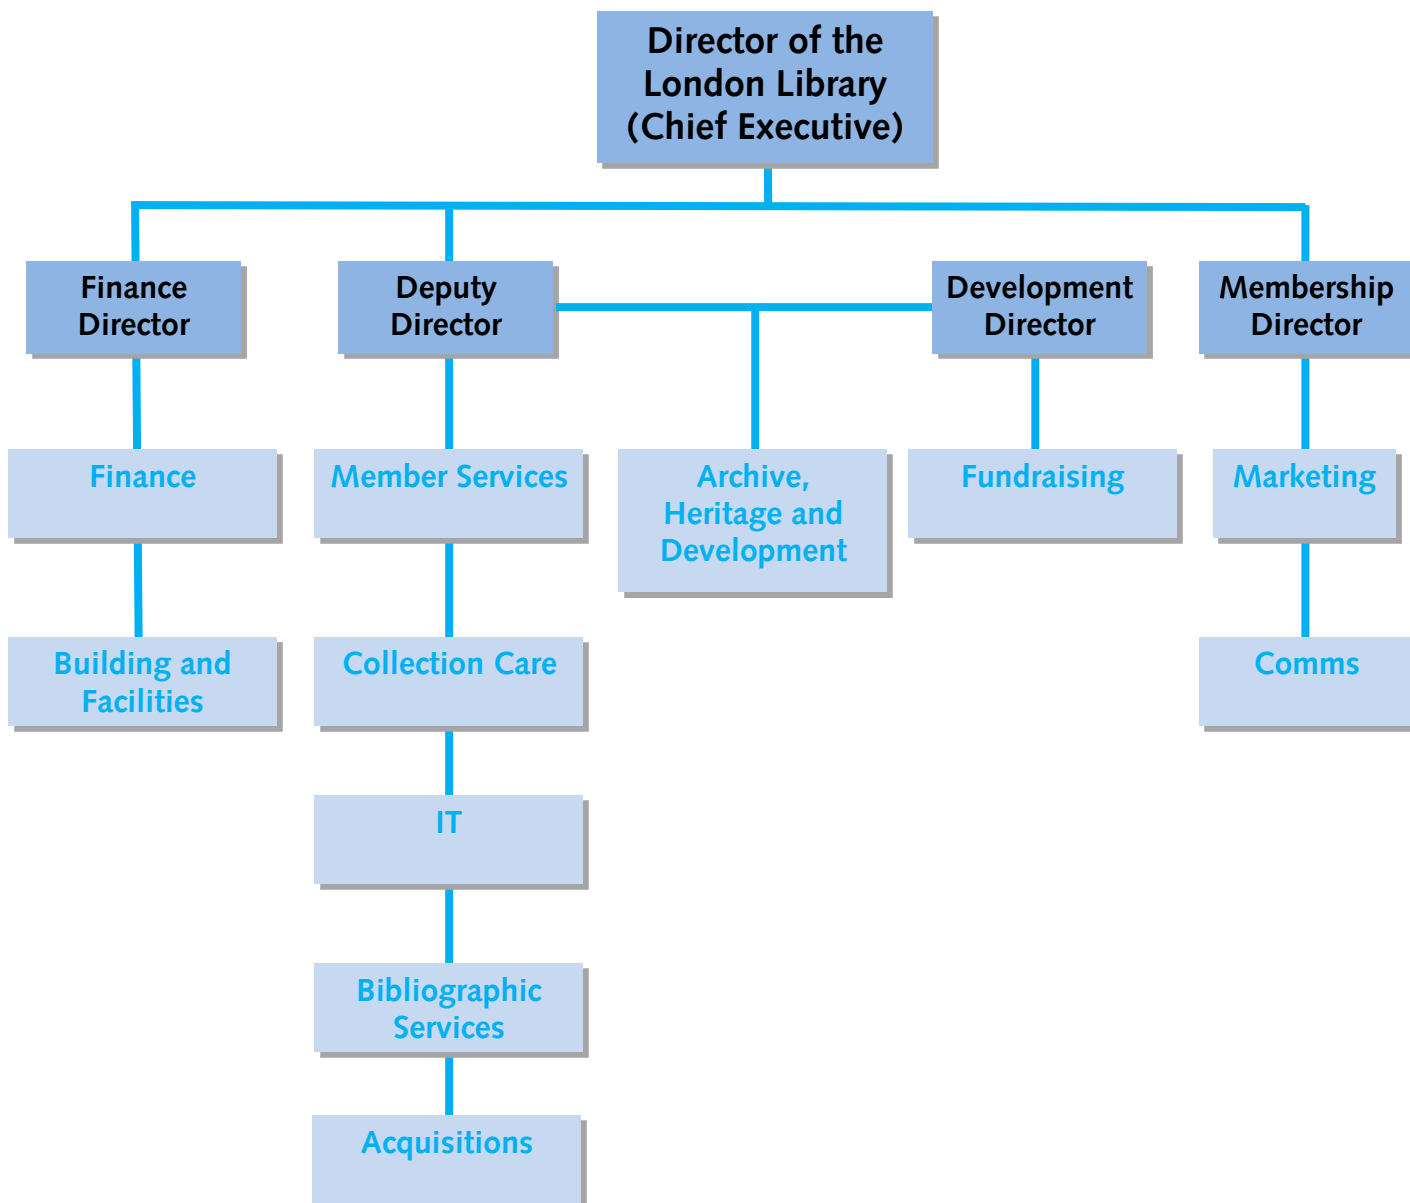 Director of the
London Library
(Chief Executive)
Finance
Director
Deputy
Director
Development
Director
Membership
Director
Finance
Member Services
Archive,
Heritage and
Development
Fundraising
Marketing
Building and
Facilities
Collection Care
Comms
IT
Bibliographic
Services
Acquisitions